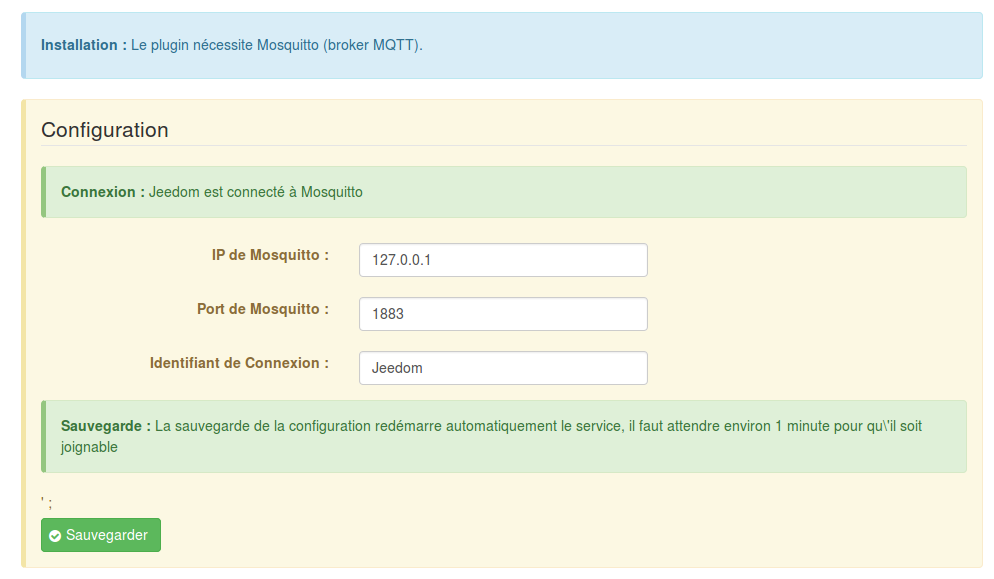 Installation : Le plugin nécessite Mosquitto (broker MQTT).
Configuration
Connexion : Jeedom est connecté à Mosquitto
IP de Mosquitto :
127.0.0.1
Port de Mosquitto :
1883
Identifiant de Connexion :
Jeedom
Sauvegarde : La sauvegarde de la configuration redémarre automatiquement le service, il faut attendre environ 1 minute pour qu\'il soit
joignable
' ;
Sauvegarder